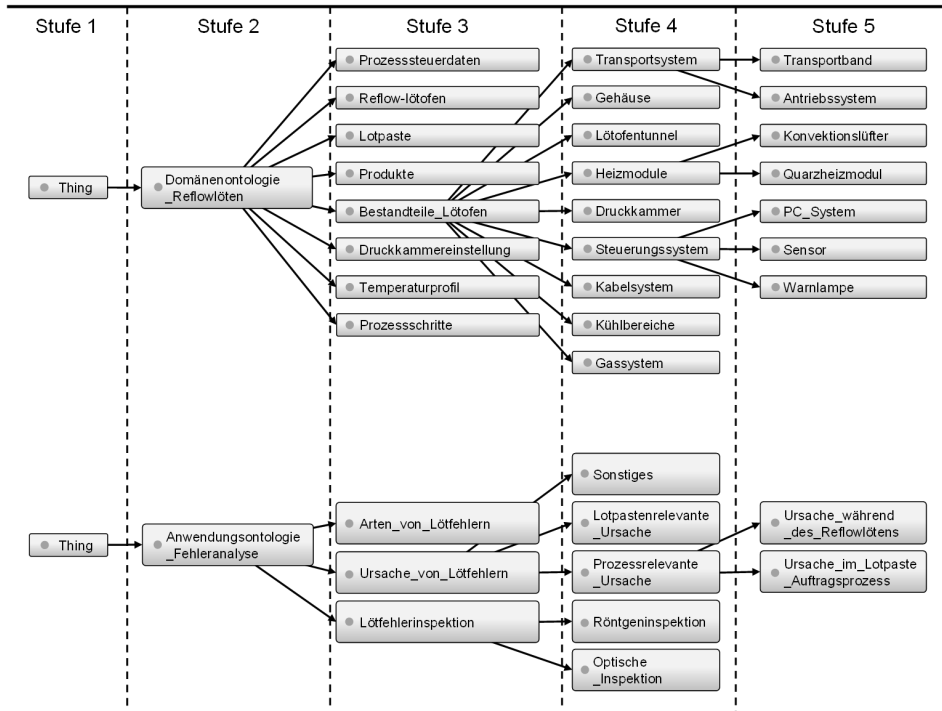 Stufe 1
Stufe 2
Stufe 3
Stufe 4
Stufe 5
Thing
Domänenontologie
_Reflowlöten
Prozesssteuerdaten
Reflow-lötofen
Lotpaste
Produkte
Bestandteile_Lötofen
Druckkammereinstellung
Temperaturprofil
Prozessschritte
Transportsystem
Gehäuse
Lötofentunnel
Heizmodule
Druckkammer
Steuerungssystem
Kabelsystem
Kühlbereiche
Gassystem
Transportband
Antriebssystem
Konvektionslüfter
Quarzheizmodul
PC_System
Sensor
Warnlampe
Thing
Anwendungsontologie
_Fehleranalyse
Arten_von_Lötfehlern
Ursache_von_Lötfehlern
Lötfehlerinspektion
Sonstiges
Lotpastenrelevante
_Ursache
Prozessrelevante
_Ursache
Röntgeninspektion
Optische
_Inspektion
Ursache_während
_des_Reflowlötens
Ursache_im_Lotpaste
_Auftragsprozess